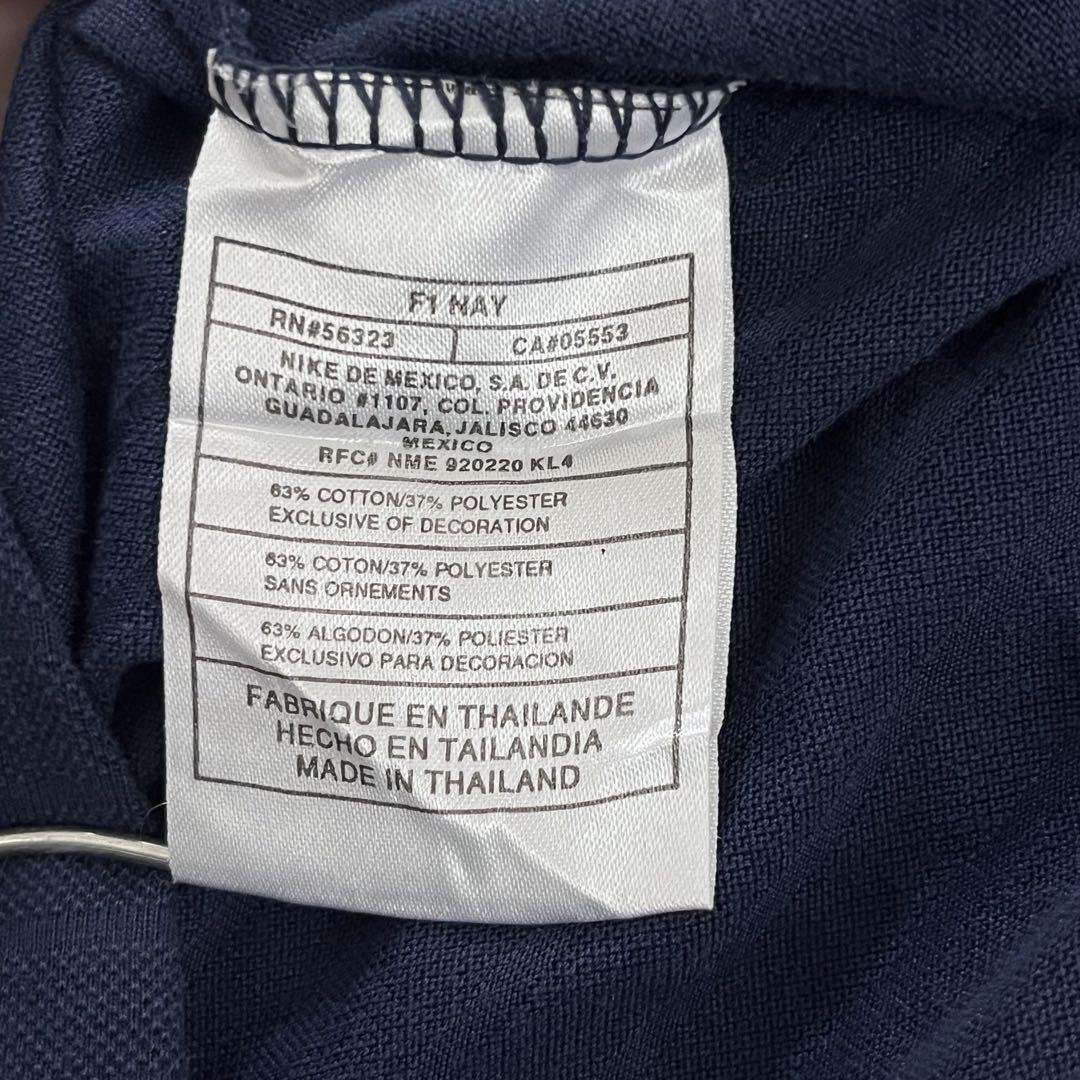 F1 NAY
RN#56323 CA#05553
NIKE DE MEXICO, S.A. DE C.V.
ONTARIO #1107, COL. PROVIDENCIA
GUADALAJARA, JALISCO 44630
MEXICO
RFC# NME 920220 KL4
63% COTTON/37% POLYESTER
EXCLUSIVE OF DECORATION
63% COTON/37% POLYESTER
SANS ORNEMENTS
63% ALGODON/37% POLIESTER
EXCLUSIVO PARA DECORACION
FABRIQUE EN THAILANDE
HECHO EN TAILANDIA
MADE IN THAILAND